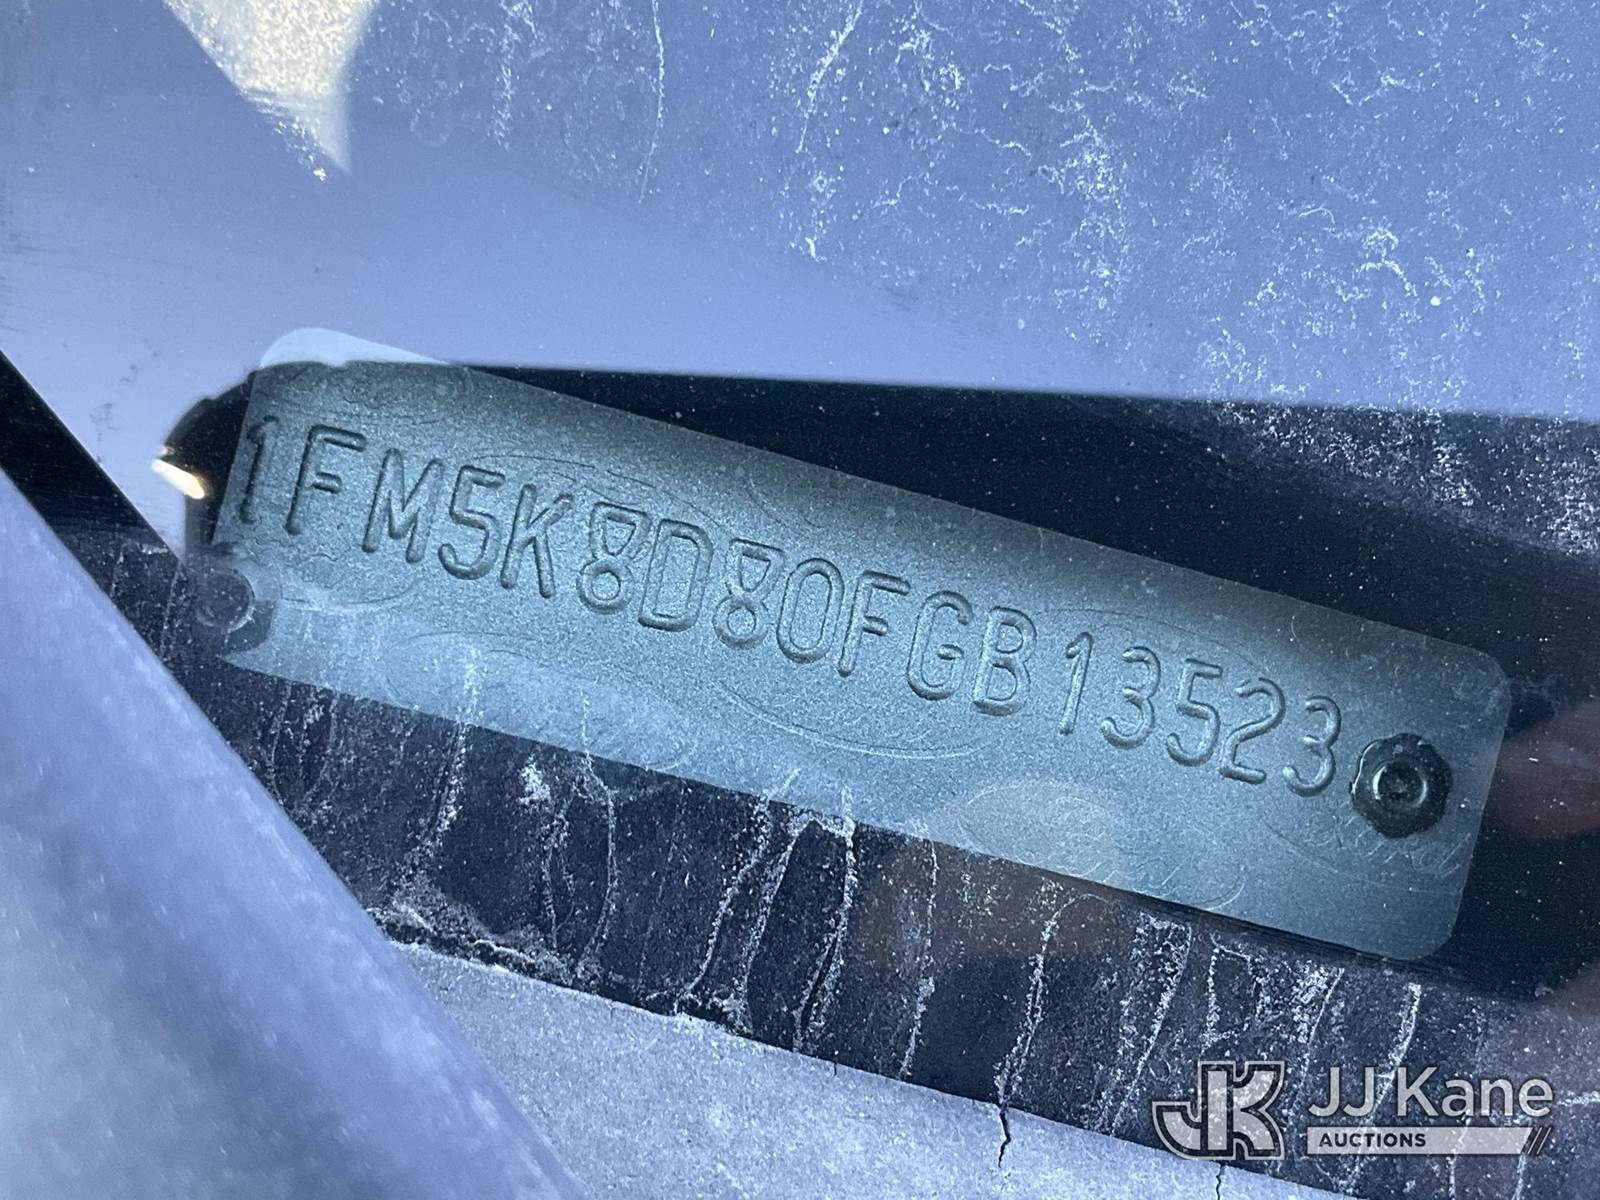 1FM5K8D80FGB13523
JJ Kane
AUCTIONS